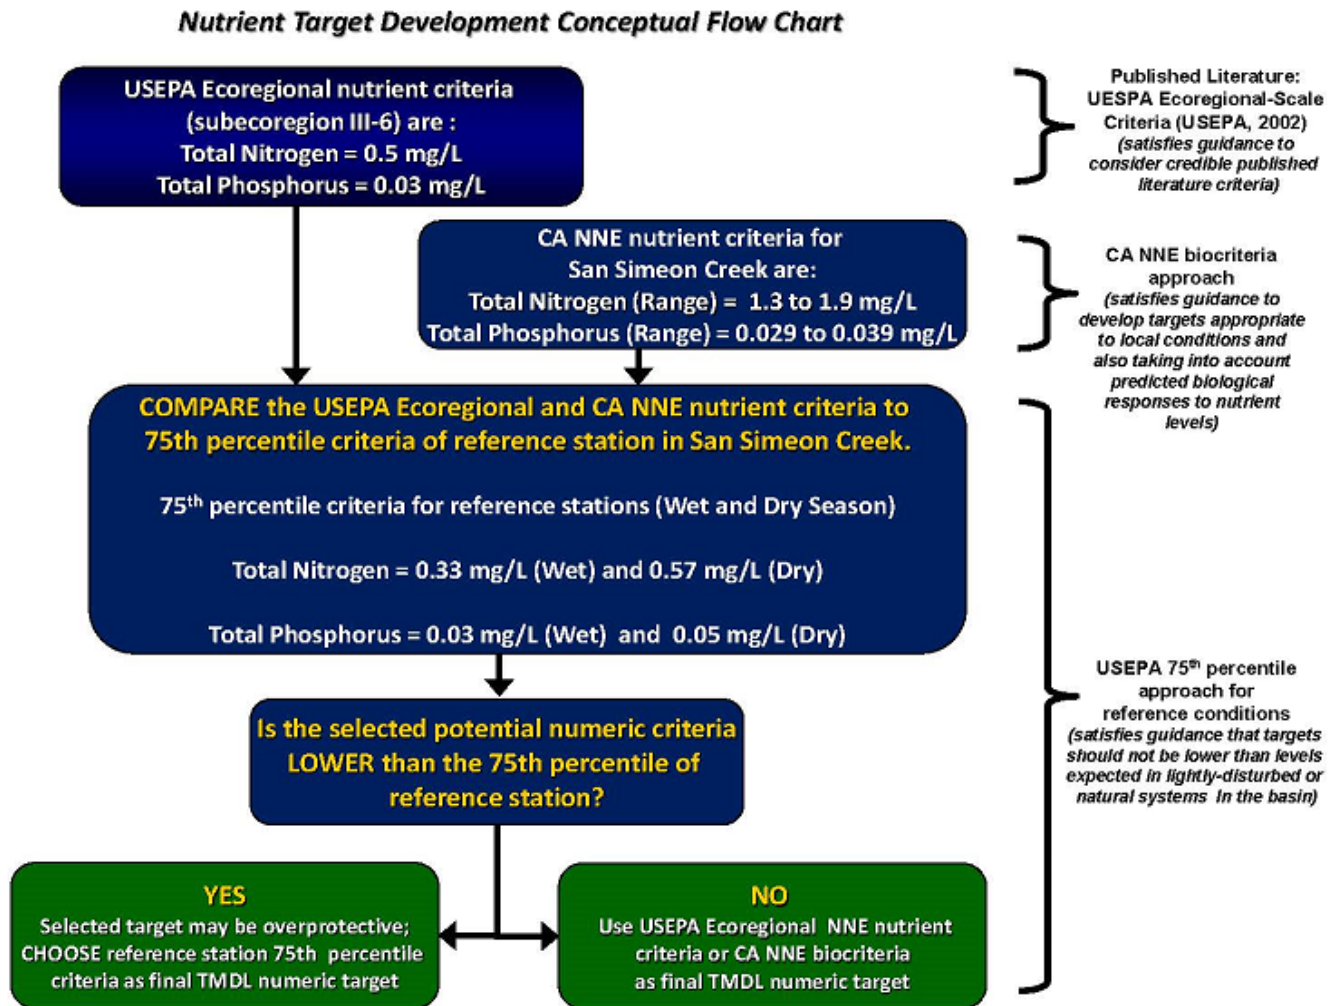 Nutrient Target Development Conceptual Flow Chart
USEPA Ecoregional nutrient criteria
(subecoregion III-6) are :
Total Nitrogen = 0.5 mg/L
Total Phosphorus = 0.03 mg/L
Published Literature:
UESPA Ecoregional-Scale
Criteria (USEPA, 2002)
(satisfies guidance to
consider credible published
literature criteria)
CA NNE nutrient criteria for
San Simeon Creek are:
Total Nitrogen (Range) = 1.3 to 1.9 mg/L
Total Phosphorus (Range) = 0.029 to 0.039 mg/L
CA NNE biocriteria
approach
(satisfies guidance to
develop targets appropriate
to local conditions and
also taking into account
predicted biological
responses to nutrient
levels)
COMPARE the USEPA Ecoregional and CA NNE nutrient criteria to
75th percentile criteria of reference station in San Simeon Creek.
75th percentile criteria for reference stations (Wet and Dry Season)
Total Nitrogen = 0.33 mg/L (Wet) and 0.57 mg/L (Dry)
Total Phosphorus = 0.03 mg/L (Wet) and 0.05 mg/L (Dry)
USEPA 75th percentile
approach for
reference conditions
(satisfies guidance that targets
should not be lower than levels
expected in lightly-disturbed or
natural systems In the basin)
Is the selected potential numeric criteria
LOWER than the 75th percentile of
reference station?
YES
Selected target may be overprotective;
CHOOSE reference station 75th percentile
criteria as final TMDL numeric target
NO
Use USEPA Ecoregional NNE nutrient
criteria or CA NNE biocriteria
as final TMDL numeric target